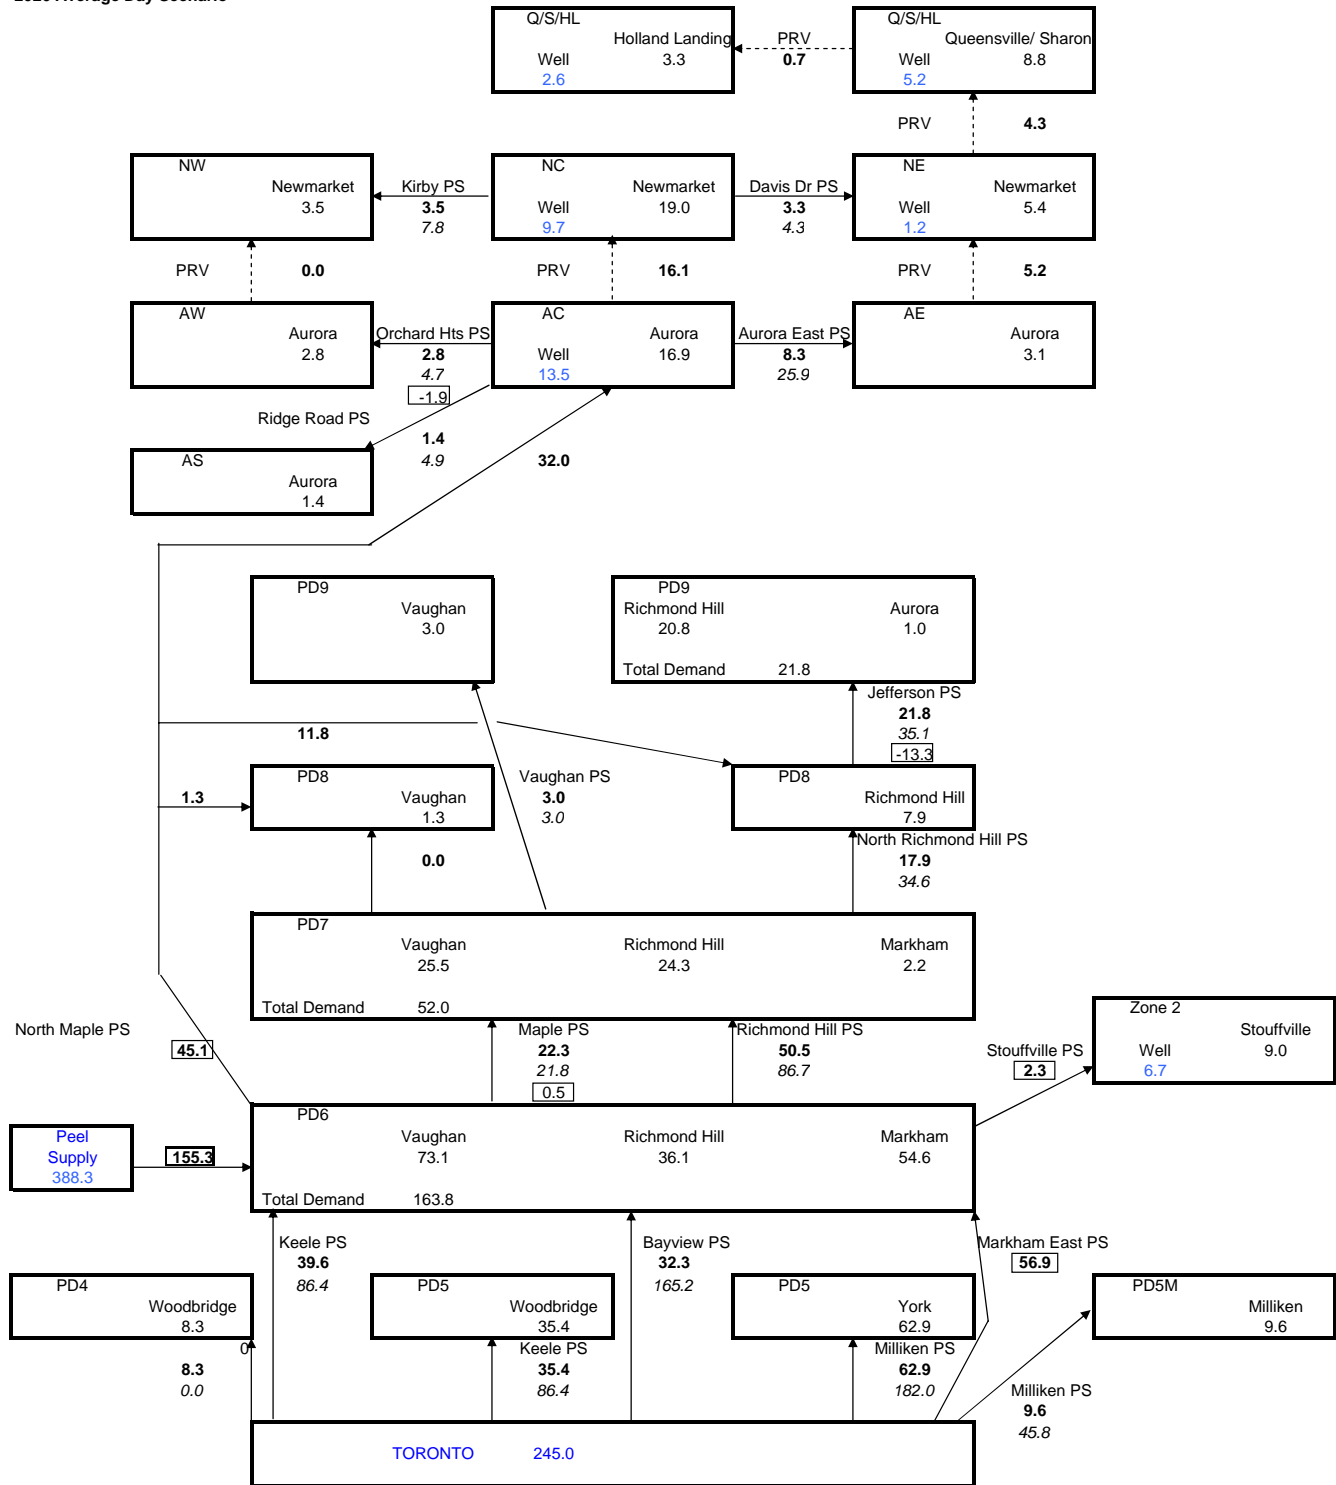 Q/S/HL
Holland Landing
Well 3.3
2.6
PRV
0.7
Q/S/HL
Queensville/ Sharon
Well 8.8
5.2
PRV 4.3
NW
Newmarket
3.5
Kirby PS
3.5
7.8
NC
Newmarket
Well 19.0
9.7
Davis Dr PS
3.3
4.3
NE
Newmarket
Well 5.4
1.2
PRV 0.0
PRV 16.1
PRV 5.2
AW
Aurora
2.8
Orchard Hts PS
2.8
4.7
-1.9
AC
Aurora
Well 16.9
13.5
Aurora East PS
8.3
25.9
AE
Aurora
3.1
Ridge Road PS
1.4
4.9
32.0
AS
Aurora
1.4
PD9
Vaughan
3.0
PD9
Richmond Hill Aurora
20.8 1.0
Total Demand 21.8
Jefferson PS
21.8
35.1
-13.3
11.8
1.3
PD8
Vaughan
1.3
Vaughan PS
3.0
3.0
PD8
Richmond Hill
7.9
0.0
North Richmond Hill PS
17.9
34.6
PD7
Vaughan Richmond Hill Markham
25.5 24.3 2.2
Total Demand 52.0
North Maple PS
45.1
Maple PS
22.3
21.8
0.5
Richmond Hill PS
50.5
86.7
Stouffville PS
2.3
Zone 2
Stouffville
Well 9.0
6.7
Peel
Supply
388.3
155.3
PD6
Vaughan Richmond Hill Markham
73.1 36.1 54.6
Total Demand 163.8
Keele PS
39.6
86.4
Bayview PS
32.3
165.2
Markham East PS
56.9
PD4
Woodbridge
8.3
PD5
Woodbridge
35.4
PD5
York
62.9
PD5M
Milliken
9.6
0
8.3
0.0
Keele PS
35.4
86.4
Milliken PS
62.9
182.0
Milliken PS
9.6
45.8
TORONTO 245.0